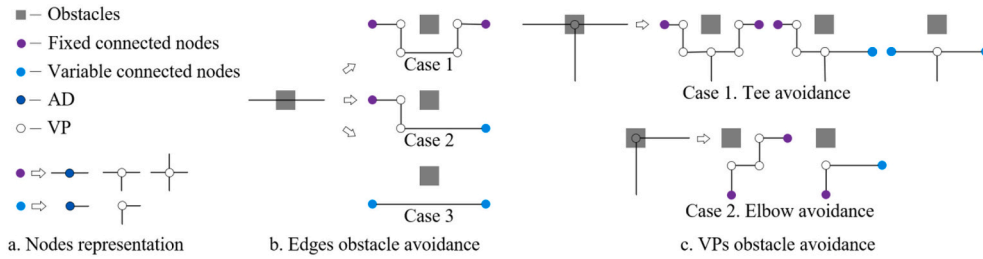 — Obstacles
— Fixed connected nodes
— Variable connected nodes
— AD
— VP
a. Nodes representation
Case 1
Case 2
Case 3
b. Edges obstacle avoidance
Case 1. Tee avoidance
Case 2. Elbow avoidance
c. VPs obstacle avoidance